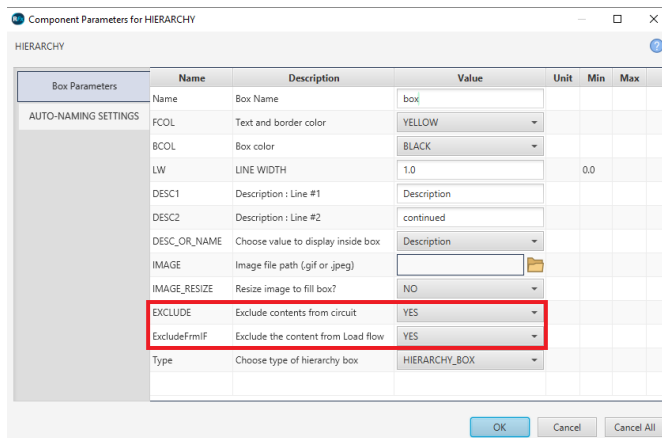 Component Parameters for HIERARCHY
HIERARCHY
Box Parameters
AUTO-NAMING SETTINGS
Name Description Value Unit Min Max
Name Box Name box
FCOL Text and border color YELLOW
BCOL Box color BLACK
LW LINE WIDTH 1.0 0.0
DESC1 Description : Line #1 Description
DESC2 Description : Line #2 continued
DESC_OR_NAME Choose value to display inside box Description
IMAGE Image file path (.gif or .jpeg)
IMAGE_RESIZE Resize image to fill box? NO
EXCLUDE Exclude contents from circuit YES
ExcludeFrmlF Exclude the content from Load flow YES
Type Choose type of hierarchy box HIERARCHY_BOX
OK Cancel Cancel All